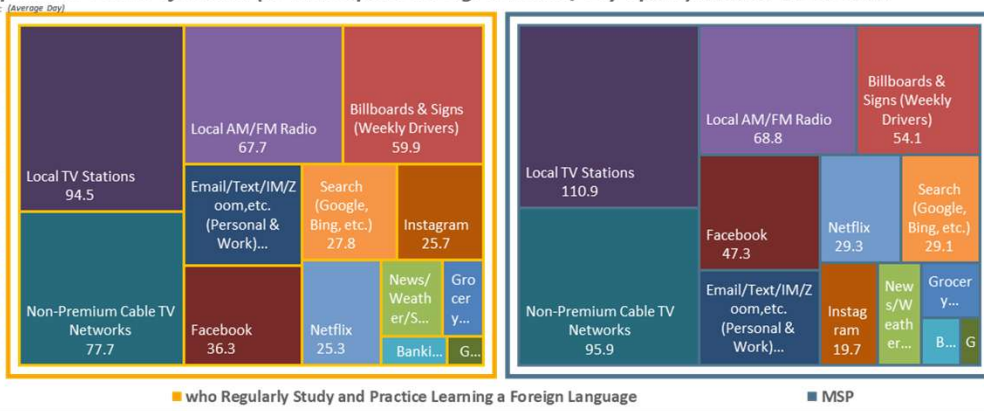 (Average Day)
Local TV Stations
94.5
Local AM/FM Radio
67.7
Billboards & Signs
(Weekly Drivers)
59.9
Email/Text/IM/Z
oom,etc.
(Personal &
Work)...
Search
(Google,
Bing, etc.)
27.8
Instagram
25.7
Non-Premium Cable TV
Networks
77.7
Facebook
36.3
Netflix
25.3
News/
Weath
er/S...
Gro
cer
y...
Banki...
G...
Local TV Stations
110.9
Local AM/FM Radio
68.8
Billboards &
Signs (Weekly
Drivers)
54.1
Facebook
47.3
Netflix
29.3
Search
(Google,
Bing, etc.)
29.1
Non-Premium Cable TV
Networks
95.9
Email/Text/IM/Z
oom,etc.
(Personal &
Work)...
Instag
ram
19.7
New
s/W
eath
er...
Grocer
y...
B...
G
who Regularly Study and Practice Learning a Foreign Language
MSP